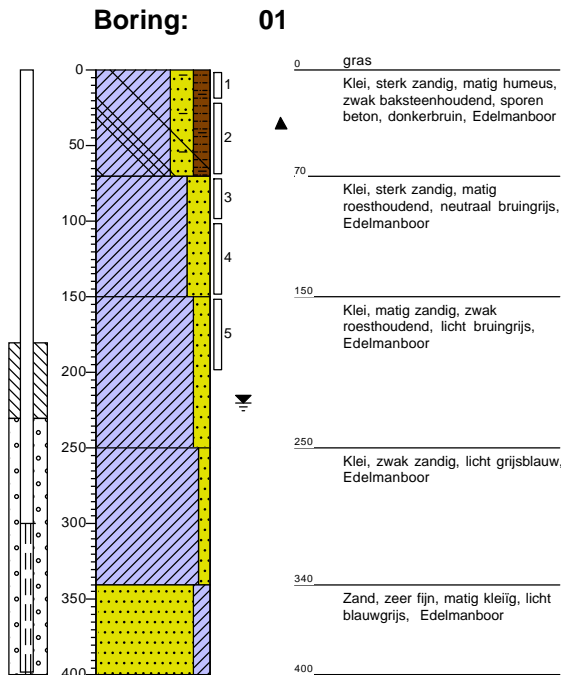 Boring: 01
0
50
100
150
200
250
300
350
400
1
2
3
4
5
0 gras
Klei, sterk zandig, matig humeus,
zwak baksteenhoudend, sporen
beton, donkerbruin, Edelmanboor
70
Klei, sterk zandig, matig
roesthoudend, neutraal bruingrijs,
Edelmanboor
150
Klei, matig zandig, zwak
roesthoudend, licht bruingrijs,
Edelmanboor
250
Klei, zwak zandig, licht grijsblauw,
Edelmanboor
340
Zand, zeer fijn, matig kleiïg, licht
blauwgrijs, Edelmanboor
400